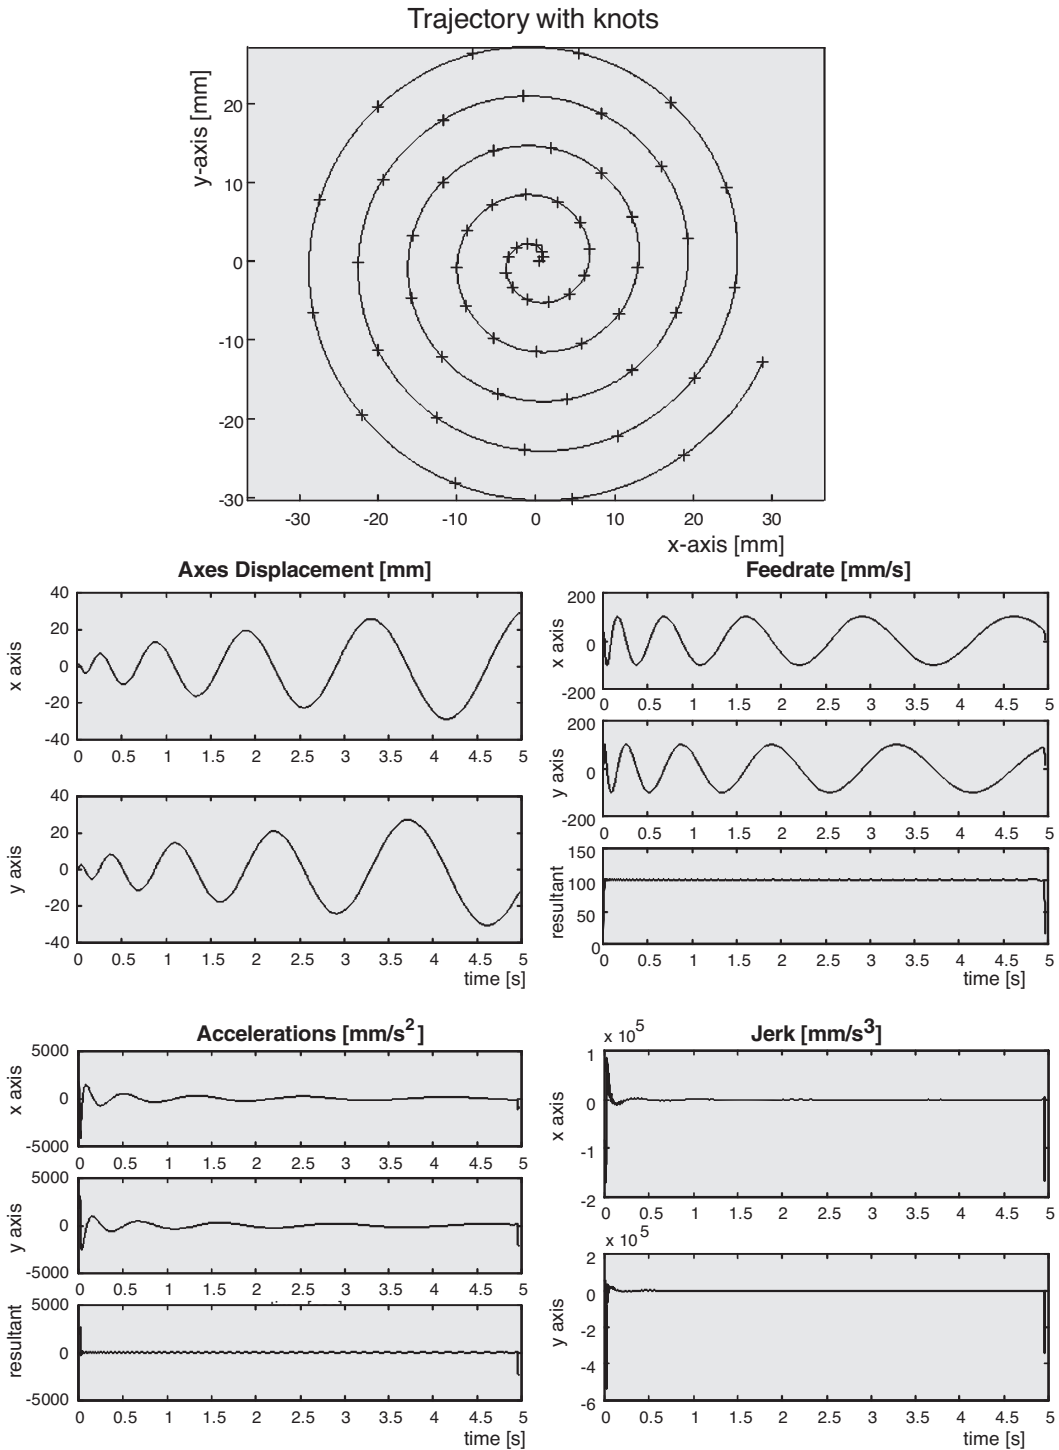 Trajectory with knots
y-axis [mm]
20
10
0
-10
-20
-30
-30 -20 -10 0 10 20 30
x-axis [mm]
Axes Displacement [mm]
x axis
40
20
0
-20
-40
0 0.5 1 1.5 2 2.5 3 3.5 4 4.5 5
y axis
40
20
0
-20
-40
0 0.5 1 1.5 2 2.5 3 3.5 4 4.5 5
time [s]
Feedrate [mm/s]
x axis
200
0
-200
0 0.5 1 1.5 2 2.5 3 3.5 4 4.5 5
y axis
200
0
-200
0 0.5 1 1.5 2 2.5 3 3.5 4 4.5 5
resultant
150
100
50
0
0 0.5 1 1.5 2 2.5 3 3.5 4 4.5 5
time [s]
Accelerations [mm/s²]
x axis
5000
0
-5000
0 0.5 1 1.5 2 2.5 3 3.5 4 4.5 5
y axis
5000
0
-5000
0 0.5 1 1.5 2 2.5 3 3.5 4 4.5 5
resultant
5000
0
-5000
0 0.5 1 1.5 2 2.5 3 3.5 4 4.5 5
time [s]
Jerk [mm/s³]
x 10⁵
x axis
1
0
-1
-2
0 0.5 1 1.5 2 2.5 3 3.5 4 4.5 5
x 10⁵
y axis
2
0
-2
-4
-6
0 0.5 1 1.5 2 2.5 3 3.5 4 4.5 5
time [s]